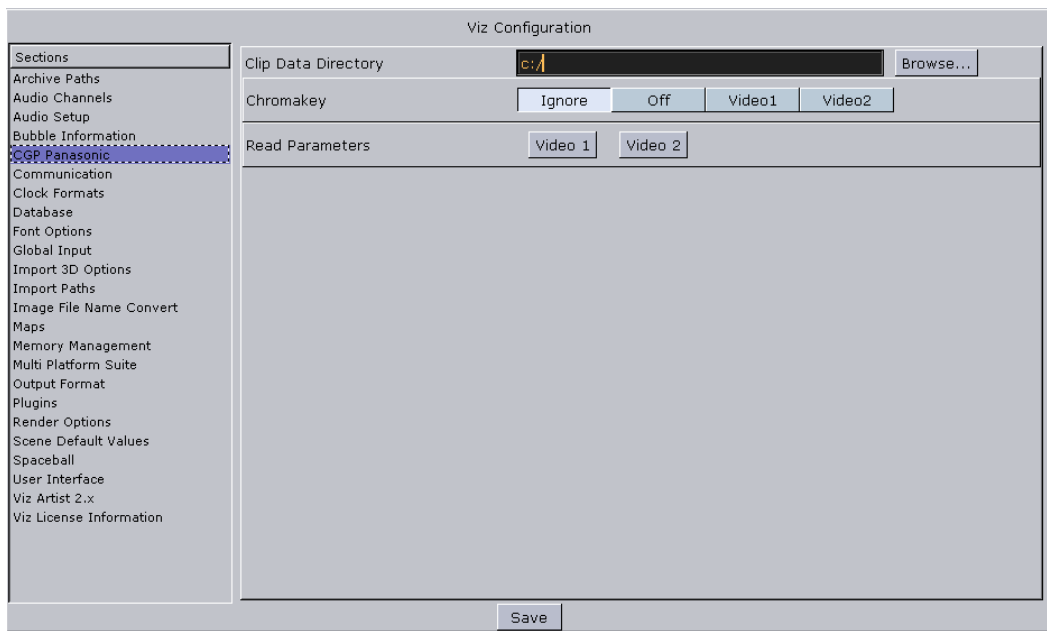 Viz Configuration
Sections
Archive Paths
Audio Channels
Audio Setup
Bubble Information
CGP Panasonic
Communication
Clock Formats
Database
Font Options
Global Input
Import 3D Options
Import Paths
Image File Name Convert
Maps
Memory Management
Multi Platform Suite
Output Format
Plugins
Render Options
Scene Default Values
Spaceball
User Interface
Viz Artist 2.x
Viz License Information
Clip Data Directory c:/ Browse...
Chromakey Ignore Off Video1 Video2
Read Parameters Video 1 Video 2
Save